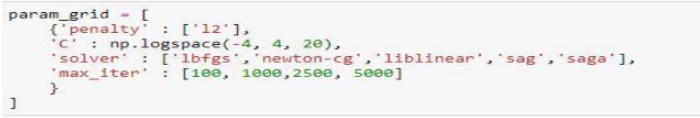 param_grid = [
{'penalty' : ['l2'],
'C' : np.logspace(-4, 4, 20),
'solver' : ['lbfgs','newton-cg','liblinear','sag','saga'],
'max_iter' : [100, 1000,2500, 5000]
}
]